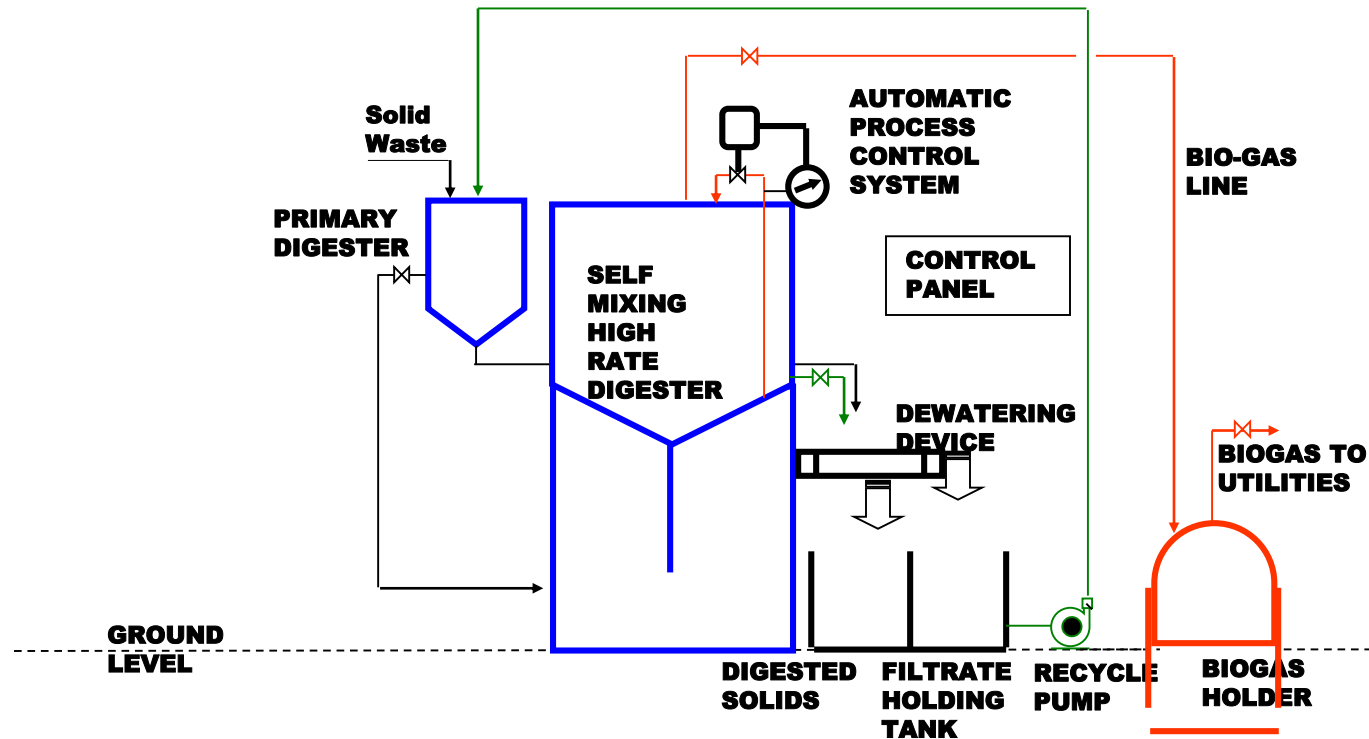 Solid
Waste
PRIMARY
DIGESTER
AUTOMATIC
PROCESS
CONTROL
SYSTEM
BIO-GAS
LINE
SELF
MIXING
HIGH
RATE
DIGESTER
CONTROL
PANEL
DEWATERING
DEVICE
BIOGAS TO
UTILITIES
GROUND
LEVEL
DIGESTED
SOLIDS
FILTRATE
HOLDING
TANK
RECYCLE
PUMP
BIOGAS
HOLDER